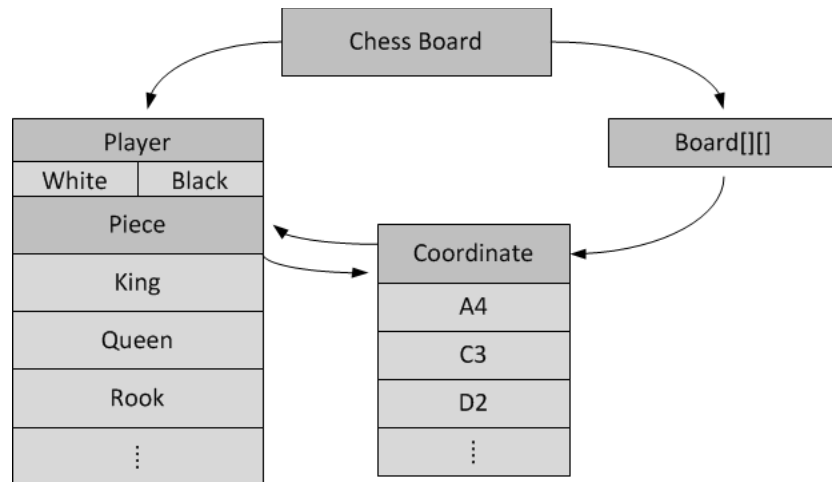 Chess Board
Player
White Black
Piece
King
Queen
Rook
⋮
Board[][]
Coordinate
A4
C3
D2
⋮